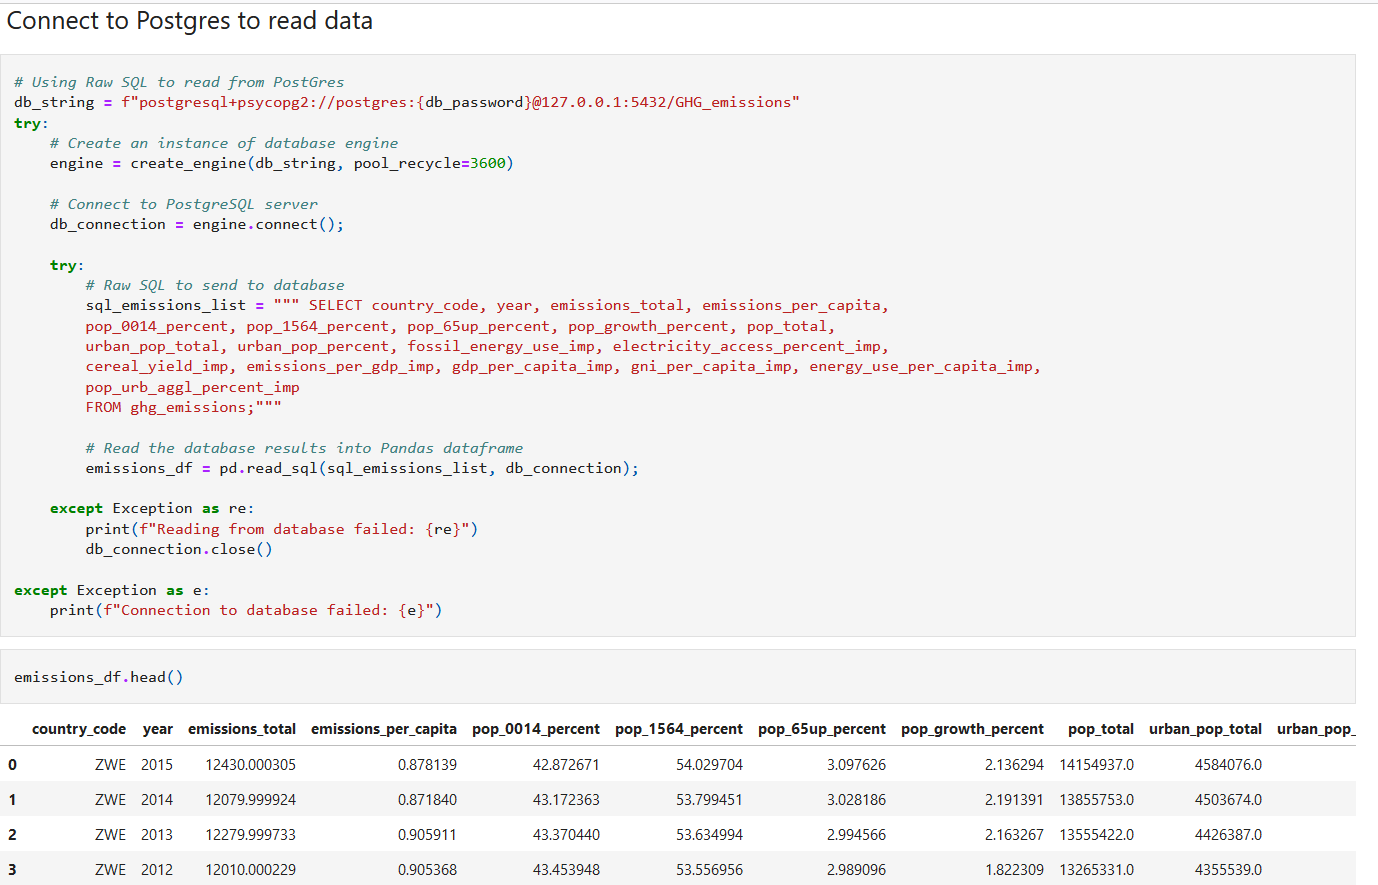 Connect to Postgres to read data
# Using Raw SQL to read from PostGres
db_string = f"postgresql+psycopg2://postgres:{db_password}@127.0.0.1:5432/GHG_emissions"
try:
    # Create an instance of database engine
    engine = create_engine(db_string, pool_recycle=3600)
    # Connect to PostgreSQL server
    db_connection = engine.connect();
    try:
        # Raw SQL to send to database
        sql_emissions_list = """ SELECT country_code, year, emissions_total, emissions_per_capita,
        pop_0014_percent, pop_1564_percent, pop_65up_percent, pop_growth_percent, pop_total,
        urban_pop_total, urban_pop_percent, fossil_energy_use_imp, electricity_access_percent_imp,
        cereal_yield_imp, emissions_per_gdp_imp, gdp_per_capita_imp, gni_per_capita_imp, energy_use_per_capita_imp,
        pop_urb_aggl_percent_imp
        FROM ghg_emissions;"""
        # Read the database results into Pandas dataframe
        emissions_df = pd.read_sql(sql_emissions_list, db_connection);
    except Exception as re:
        print(f"Reading from database failed: {re}")
        db_connection.close()
except Exception as e:
    print(f"Connection to database failed: {e}")
emissions_df.head()
country_code year emissions_total emissions_per_capita pop_0014_percent pop_1564_percent pop_65up_percent pop_growth_percent pop_total urban_pop_total urban_pop_
0 ZWE 2015 12430.000305 0.878139 42.872671 54.029704 3.097626 2.136294 14154937.0 4584076.0
1 ZWE 2014 12079.999924 0.871840 43.172363 53.799451 3.028186 2.191391 13855753.0 4503674.0
2 ZWE 2013 12279.999733 0.905911 43.370440 53.634994 2.994566 2.163267 13555422.0 4426387.0
3 ZWE 2012 12010.000229 0.905368 43.453948 53.556956 2.989096 1.822309 13265331.0 4355539.0